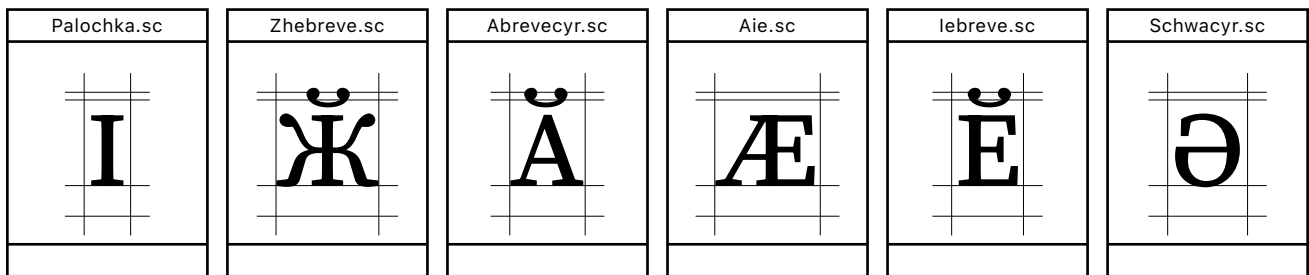 Palochka.sc Zhebreve.sc Abrevecyr.sc Aie.sc Iebreve.sc Schwacyr.sc
Ӏ Ӂ Ӑ Ӕ Ӗ Ә